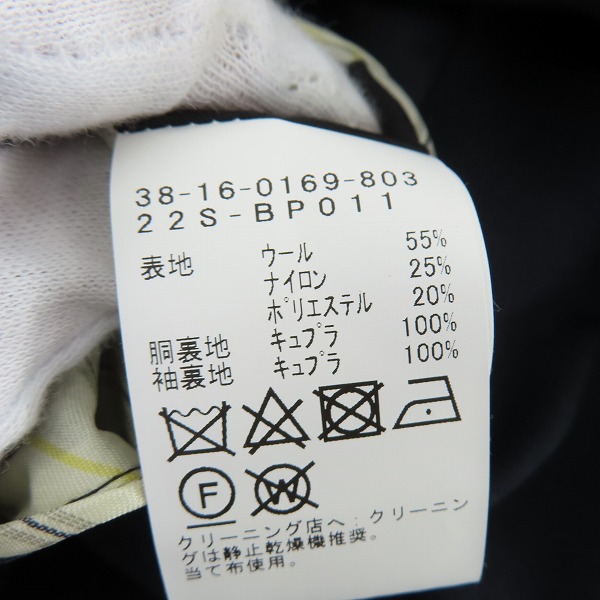 38-16-0169-803
22S-BP011
表地 ウール 55%
ナイロン 25%
ポリエステル 20%
胴裏地 キュプラ 100%
袖裏地 キュプラ 100%
F W
クリーニング店へ:クリーニン
グは静止乾燥機推奨。
当て布使用。